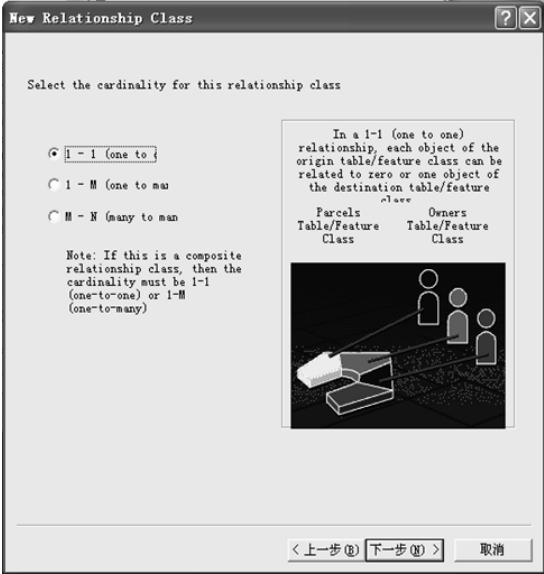 New Relationship Class
Select the cardinality for this relationship class
1 - 1 (one to
1 - M (one to
M - N (many to man
Note: If this is a composite
relationship class, then the
cardinality must be 1-1
(one-to-one) or 1-M
(one-to-many)
In a 1-1 (one to one)
relationship, each object of the
origin table/feature class can be
related to zero or one object of
the destination table/feature
class
Parcels
Table/Feature
Class
Owners
Table/Feature
Class
< 上一步(B)
下一步(N) >
取消